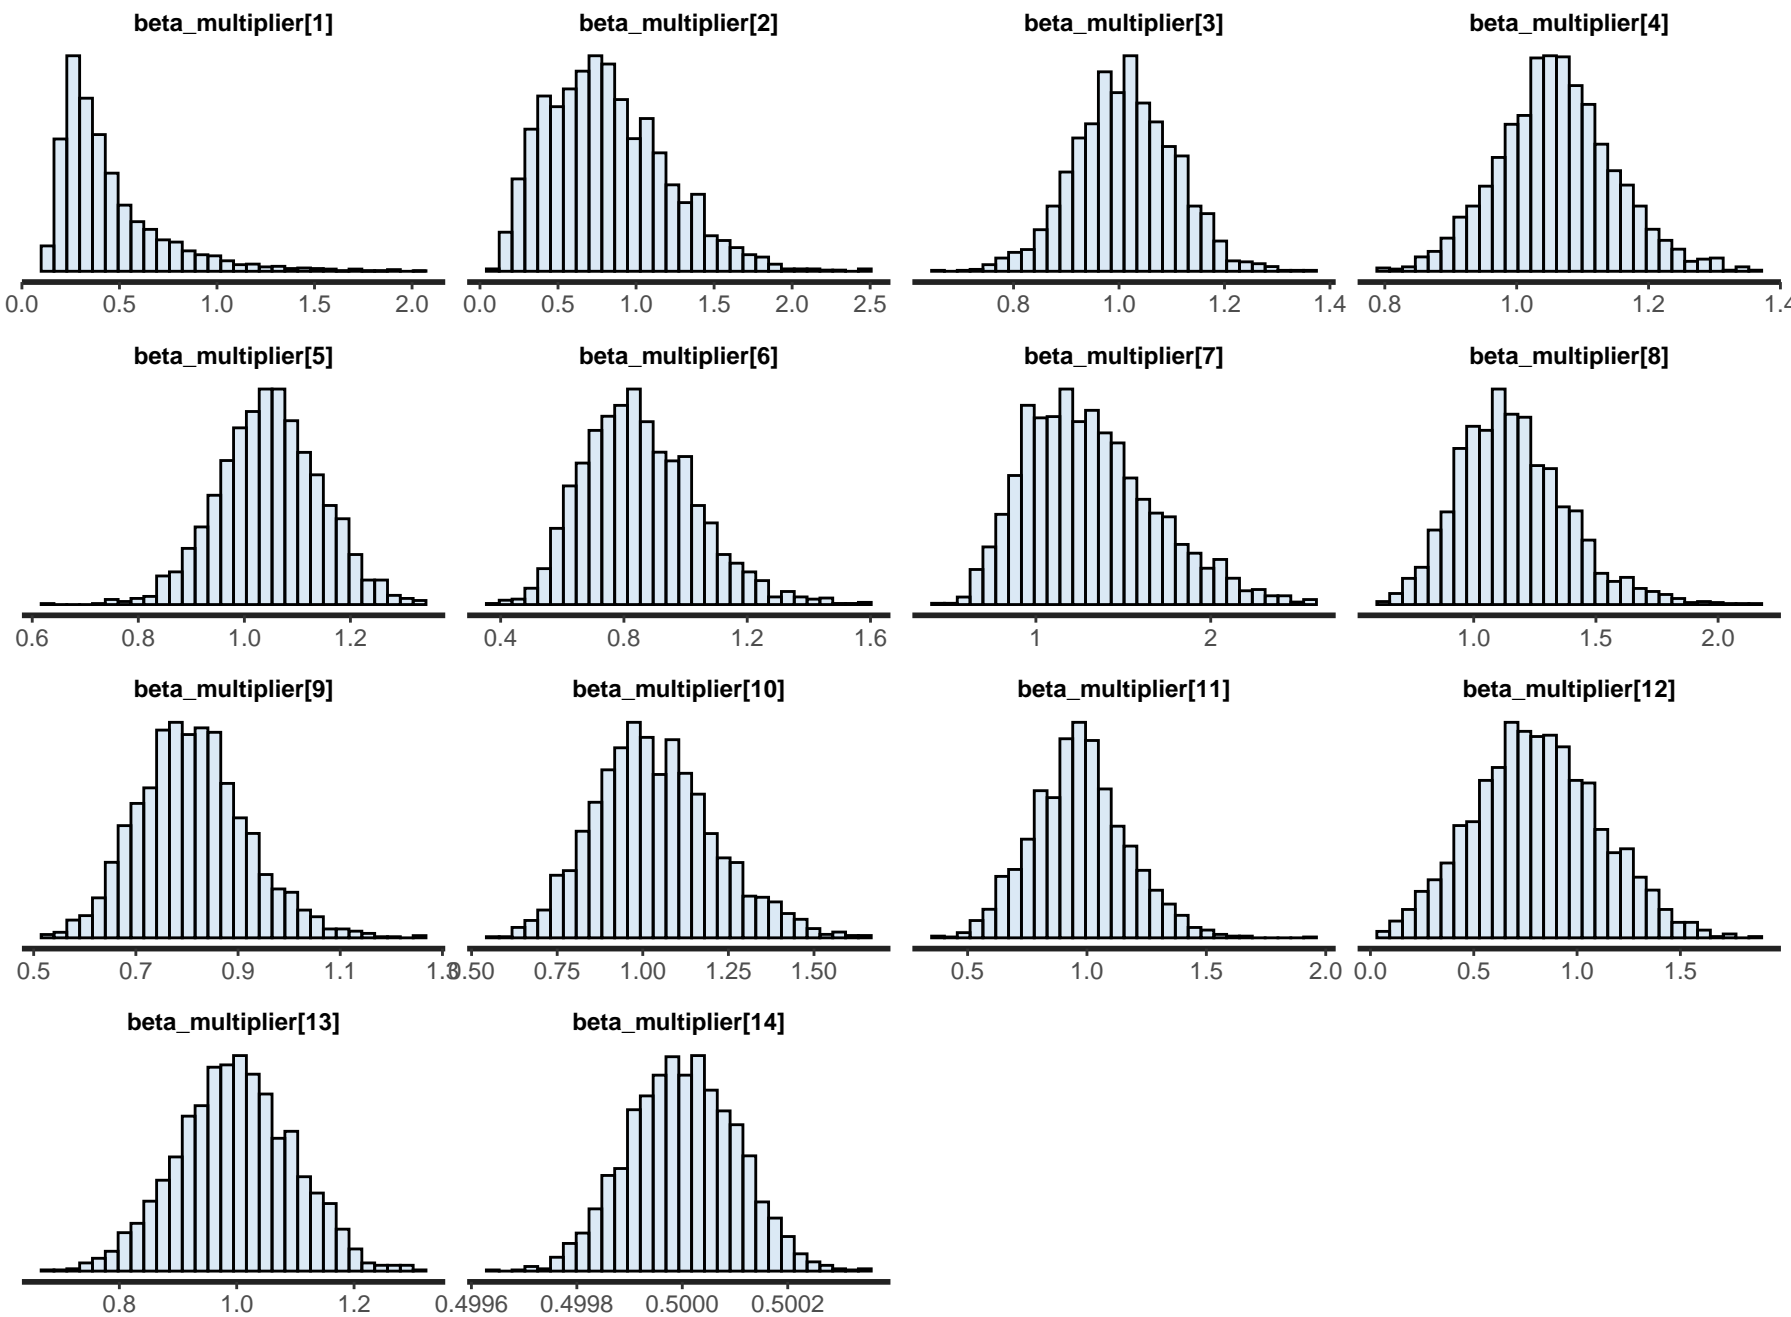 beta_multiplier[1] beta_multiplier[2] beta_multiplier[3] beta_multiplier[4]
0.0 0.5 1.0 1.5 2.0 0.0 0.5 1.0 1.5 2.0 2.5 0.8 1.0 1.2 1.4 0.8 1.0 1.2 1.4
beta_multiplier[5] beta_multiplier[6] beta_multiplier[7] beta_multiplier[8]
0.6 0.8 1.0 1.2 0.4 0.8 1.2 1.6 1 2 1.0 1.5 2.0
beta_multiplier[9] beta_multiplier[10] beta_multiplier[11] beta_multiplier[12]
0.5 0.7 0.9 1.1 1.3 0.50 0.75 1.00 1.25 1.50 0.5 1.0 1.5 2.0 0.0 0.5 1.0 1.5
beta_multiplier[13] beta_multiplier[14]
0.8 1.0 1.2 0.4996 0.4998 0.5000 0.5002